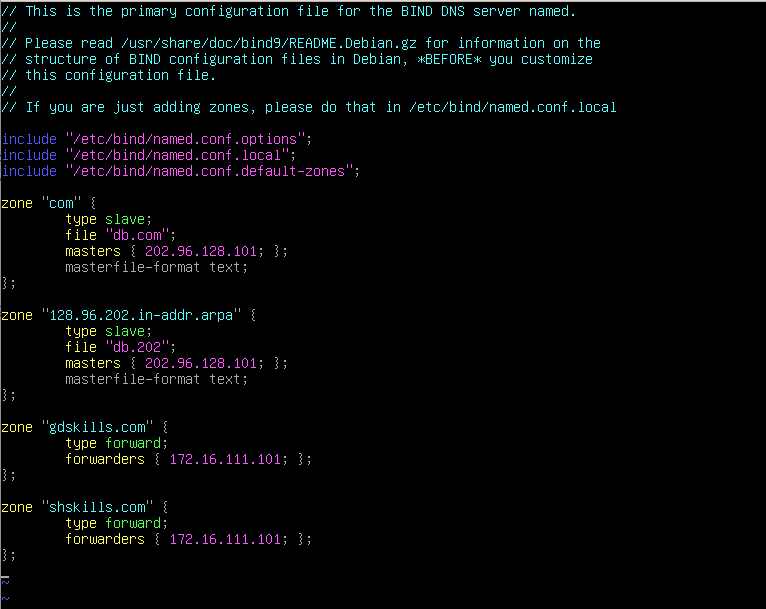 // This is the primary configuration file for the BIND DNS server named.
//
// Please read /usr/share/doc/bind9/README.Debian.gz for information on the
// structure of BIND configuration files in Debian, *BEFORE* you customize
// this configuration file.
//
// If you are just adding zones, please do that in /etc/bind/named.conf.local
include "/etc/bind/named.conf.options";
include "/etc/bind/named.conf.local";
include "/etc/bind/named.conf.default-zones";
zone "com" {
type slave;
file "db.com";
masters { 202.96.128.101; };
masterfile-format text;
};
zone "128.96.202.in-addr.arpa" {
type slave;
file "db.202";
masters { 202.96.128.101; };
masterfile-format text;
};
zone "gdskills.com" {
type forward;
forwarders { 172.16.111.101; };
};
zone "shskills.com" {
type forward;
forwarders { 172.16.111.101; };
};
~
~